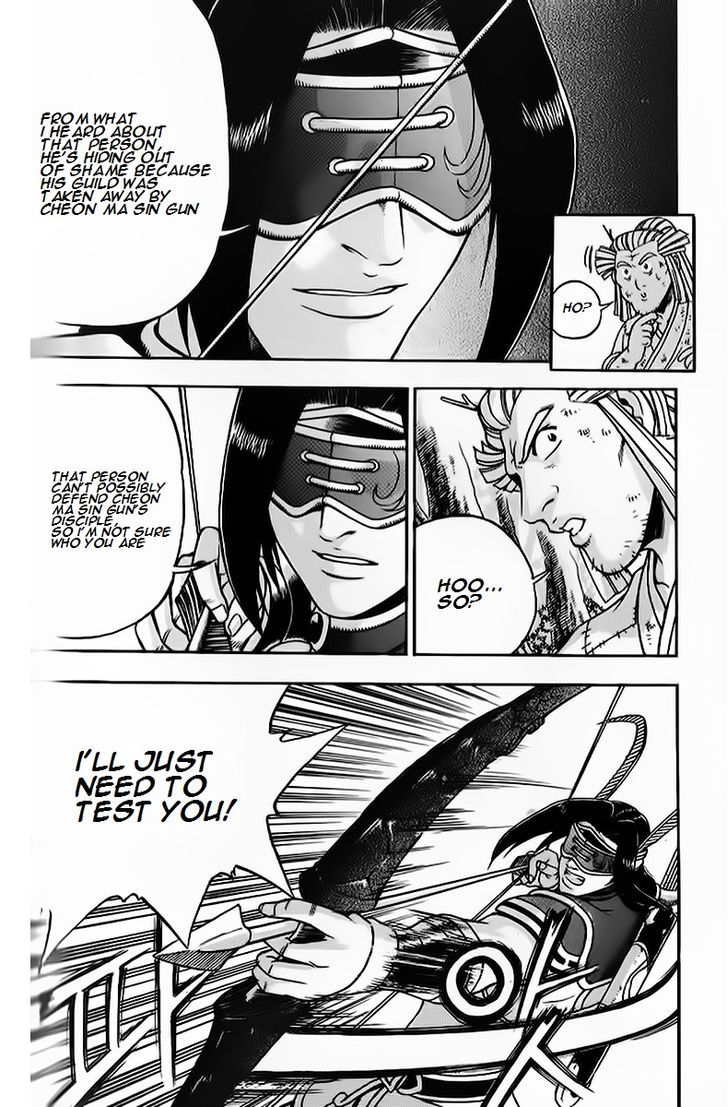 FROM WHAT
I HEARD ABOUT
THAT PERSON,
HE'S HIDING OUT
OF SHAME BECAUSE
HIS GUILD WAS
TAKEN AWAY BY
CHEON MA SIN GUN
HO?
THAT PERSON
CAN'T POSSIBLY
DEFEND CHEON
MA SIN GUN'S
DISCIPLE,
SO I'M NOT SURE
WHO YOU ARE
HOO...
SO?
I'LL JUST
NEED TO
TEST YOU!